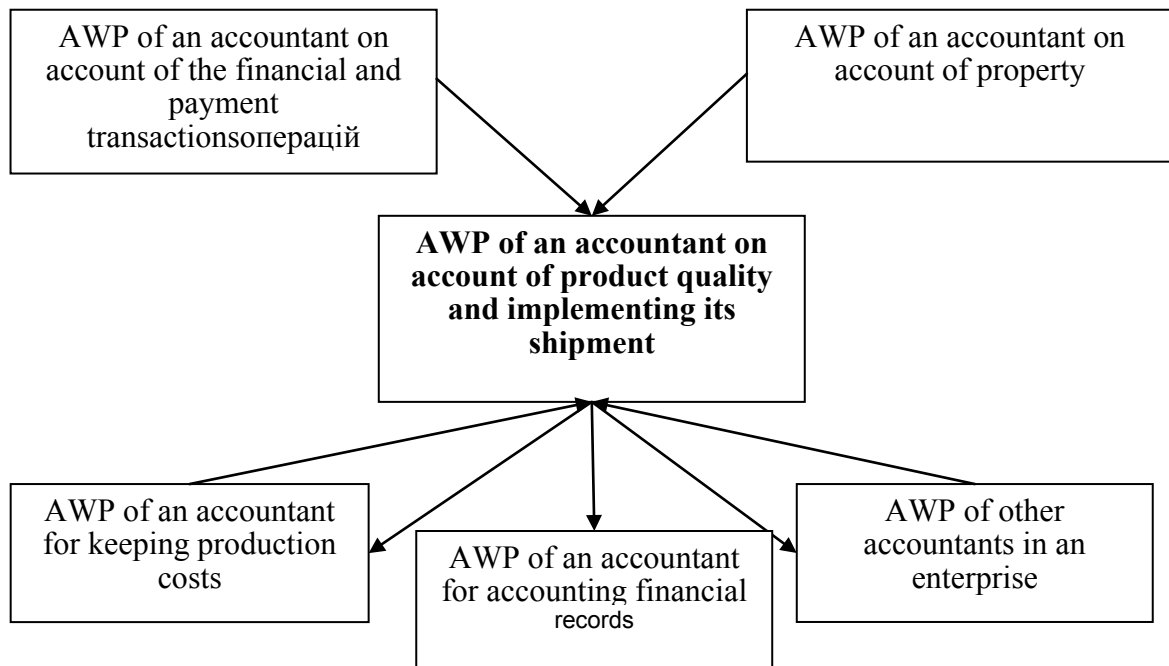 AWP of an accountant on
account of the financial and
payment
transactionsoпeрацій
AWP of an accountant on
account of property
AWP of an accountant on
account of product quality
and implementing its
shipment
AWP of an accountant
for keeping production
costs
AWP of an accountant
for accounting financial
records
AWP of other
accountants in an
enterprise